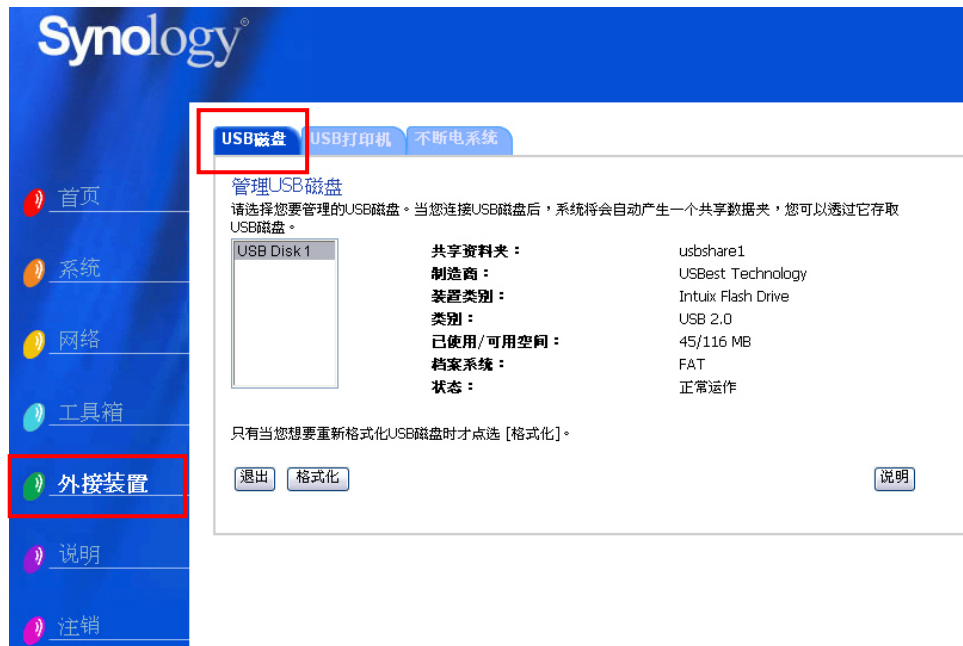 Synology®
USB磁盘 USB打印机 不断电系统
首页
系统
网络
工具箱
外接装置
说明
注销
管理USB磁盘
请选择您要管理的USB磁盘。当您连接USB磁盘后，系统将会自动产生一个共享数据夹，您可以透过它存取
USB磁盘。
USB Disk 1
共享资料夹： usbshare1
制造商： USBest Technology
装置类别： Intuix Flash Drive
类别： USB 2.0
已使用/可用空间： 45/116 MB
档案系统： FAT
状态： 正常运作
只有当您想要重新格式化USB磁盘时才点选 [格式化]。
退出 格式化 说明